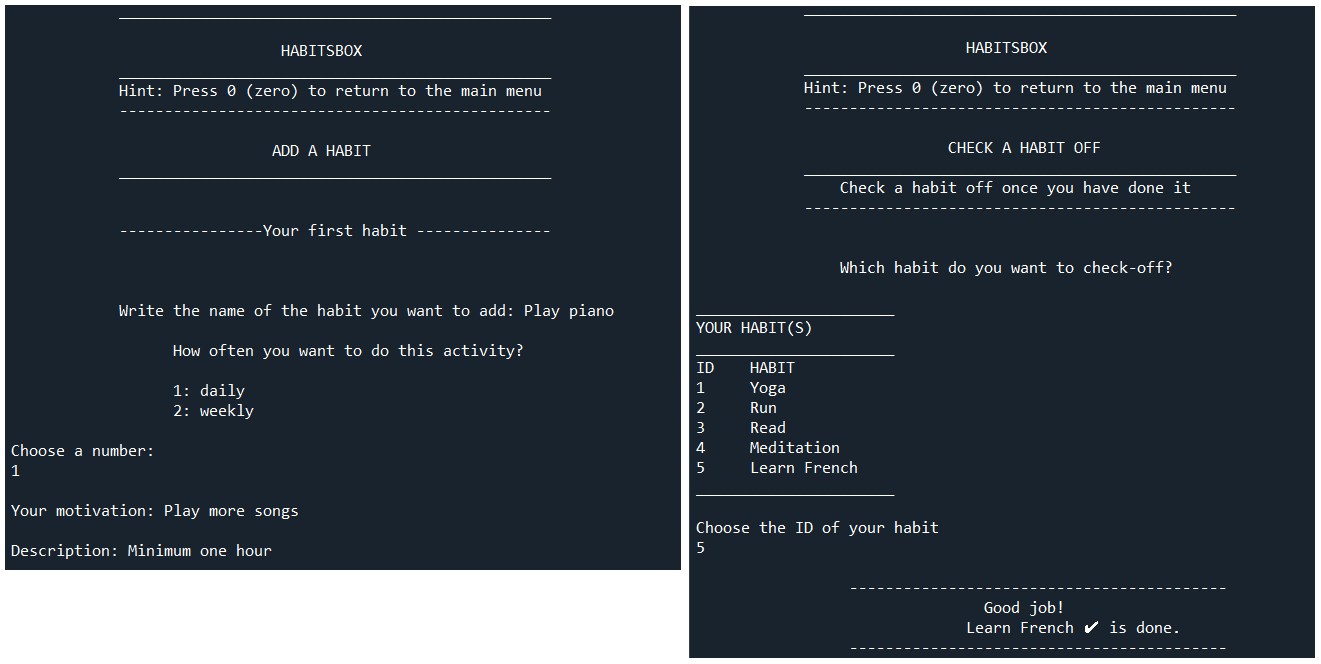 HABITSBOX
Hint: Press 0 (zero) to return to the main menu
ADD A HABIT
----------------Your first habit ---------------
Write the name of the habit you want to add: Play piano
How often you want to do this activity?
1: daily
2: weekly
Choose a number:
1
Your motivation: Play more songs
Description: Minimum one hour
HABITSBOX
Hint: Press 0 (zero) to return to the main menu
CHECK A HABIT OFF
Check a habit off once you have done it
Which habit do you want to check-off?
YOUR HABIT(S)
ID HABIT
1 Yoga
2 Run
3 Read
4 Meditation
5 Learn French
Choose the ID of your habit
5
Good job!
Learn French ✔ is done.